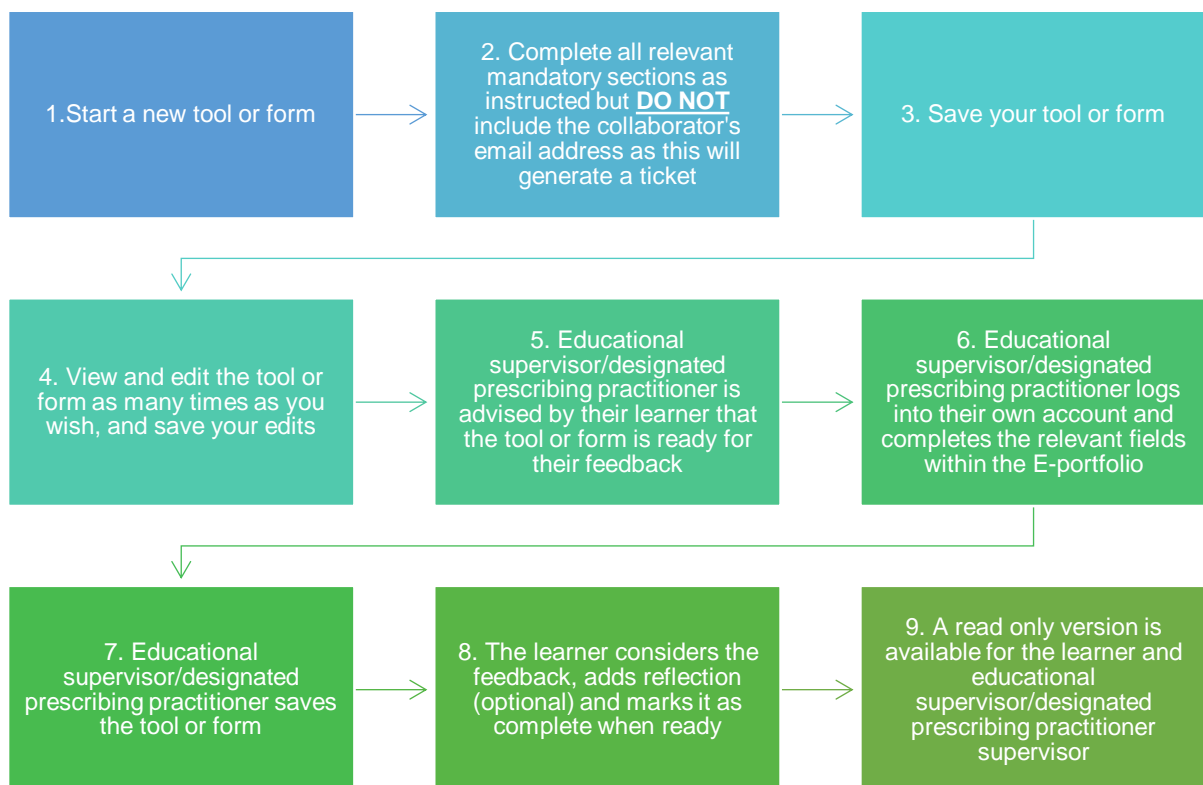 1.Start a new tool or form
2. Complete all relevant
mandatory sections as
instructed but DO NOT
include the collaborator's
email address as this will
generate a ticket
3. Save your tool or form
4. View and edit the tool or
form as many times as you
wish, and save your edits
5. Educational
supervisor/designated
prescribing practitioner is
advised by their learner that
the tool or form is ready for
their feedback
6. Educational
supervisor/designated
prescribing practitioner logs
into their own account and
completes the relevant fields
within the E-portfolio
7. Educational
supervisor/designated
prescribing practitioner saves
the tool or form
8. The learner considers the
feedback, adds reflection
(optional) and marks it as
complete when ready
9. A read only version is
available for the learner and
educational
supervisor/designated
prescribing practitioner
supervisor